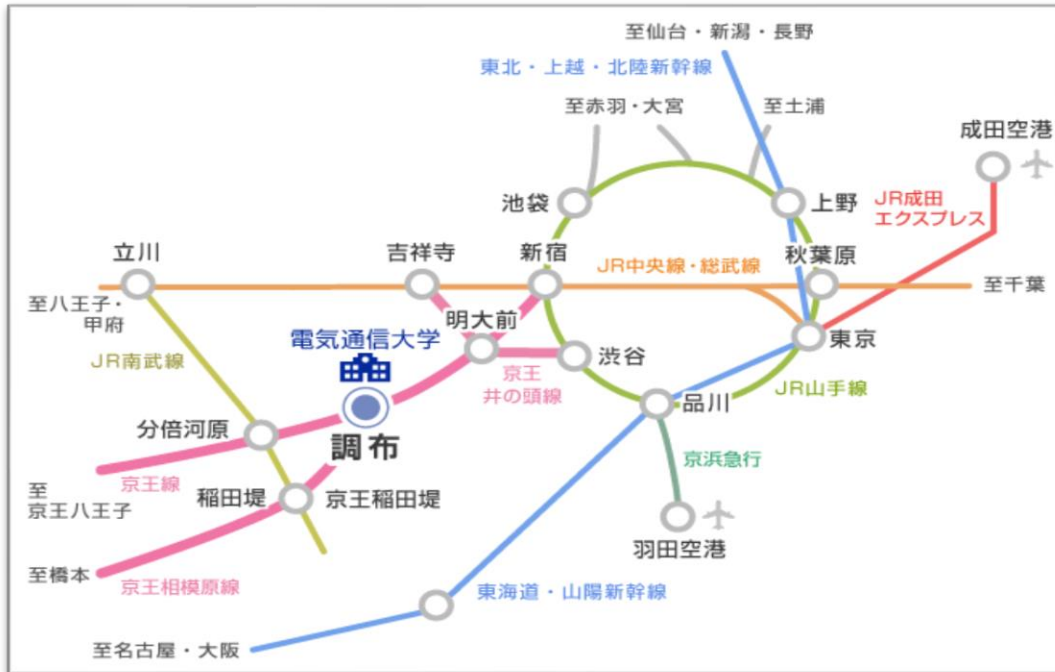 至仙台・新潟・長野
東北・上越・北陸新幹線
至赤羽・大宮
至土浦
成田空港
池袋
上野
JR成田
エクスプレス
立川
吉祥寺
新宿
JR中央線・総武線
秋葉原
至千葉
至八王子・
甲府
明大前
電気通信大学
東京
JR南武線
渋谷
京王
井の頭線
JR山手線
品川
分倍河原
調布
京浜急行
京王線
至
京王八王子
稲田堤
京王稲田堤
羽田空港
至橋本
京王相模原線
東海道・山陽新幹線
至名古屋・大阪